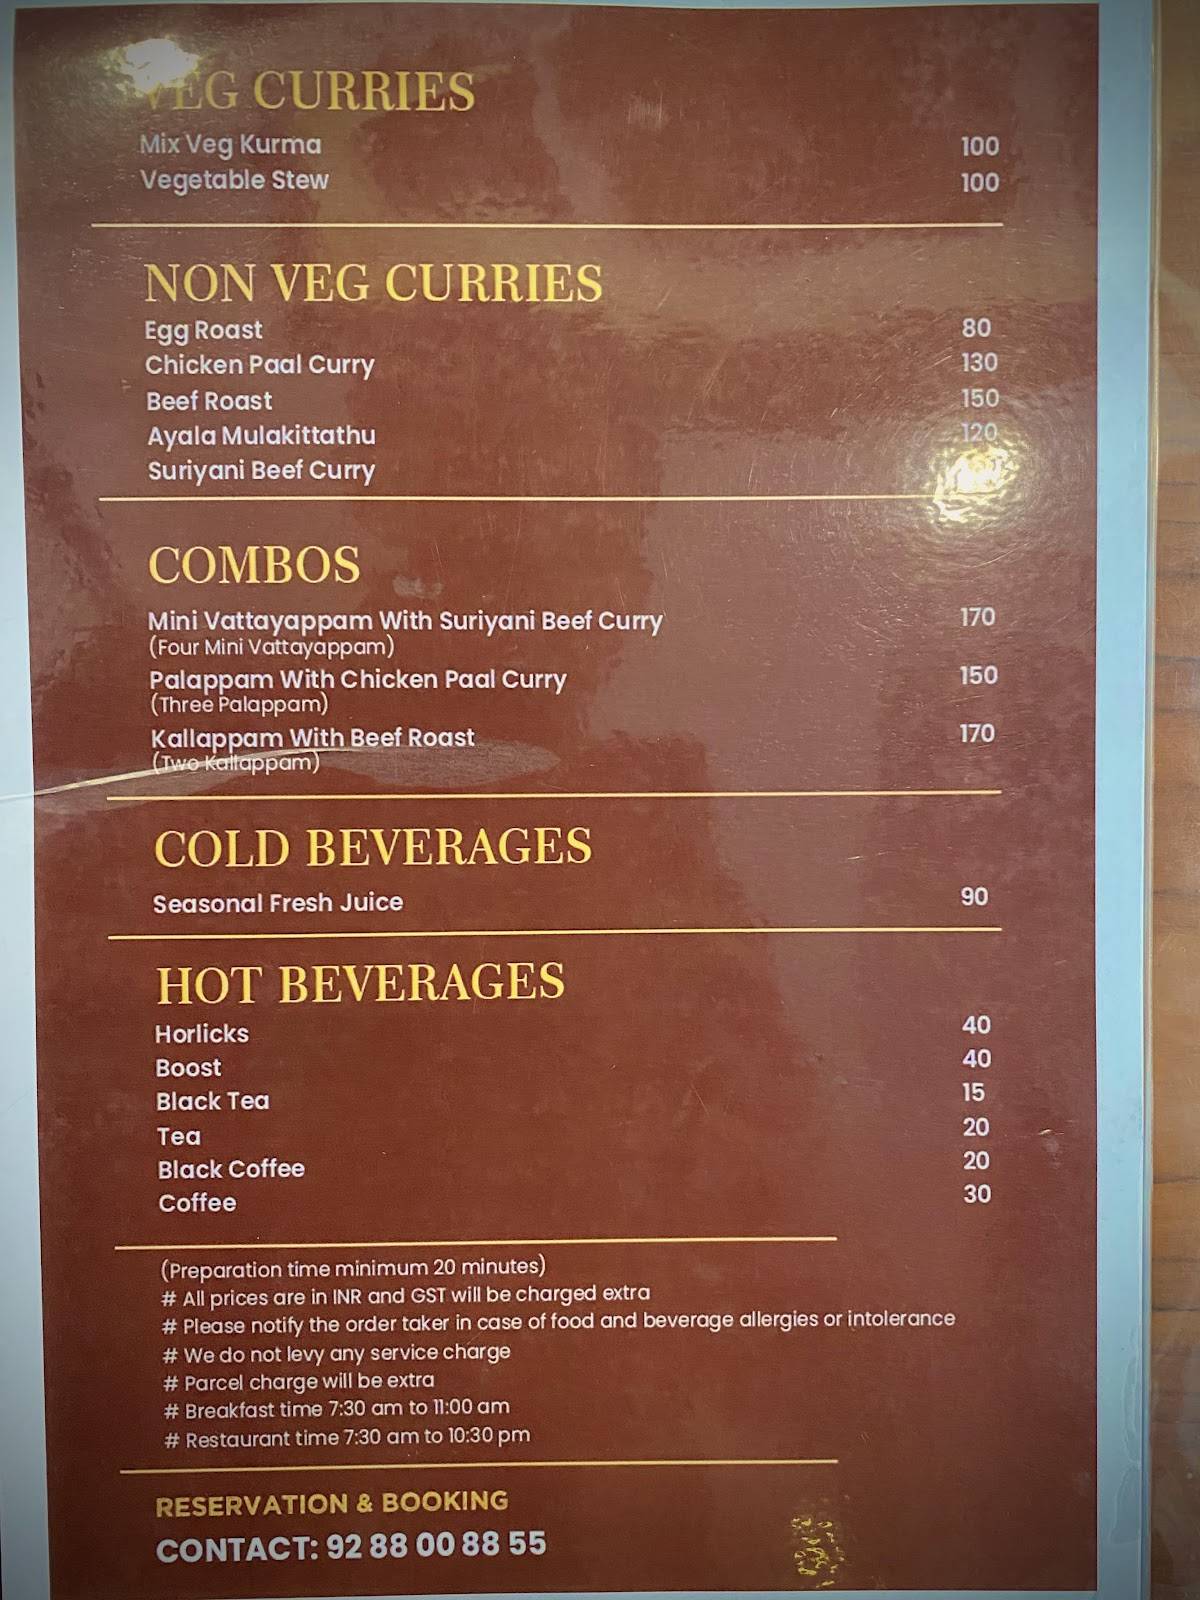 VEG CURRIES
Mix Veg Kurma 100
Vegetable Stew 100
NON VEG CURRIES
Egg Roast 80
Chicken Paal Curry 130
Beef Roast 150
Ayala Mulakittathu 120
Suriyani Beef Curry
COMBOS
Mini Vattayappam With Suriyani Beef Curry 170
(Four Mini Vattayappam)
Palappam With Chicken Paal Curry 150
(Three Palappam)
Kallappam With Beef Roast 170
(Two Kallappam)
COLD BEVERAGES
Seasonal Fresh Juice 90
HOT BEVERAGES
Horlicks 40
Boost 40
Black Tea 15
Tea 20
Black Coffee 20
Coffee 30
(Preparation time minimum 20 minutes)
# All prices are in INR and GST will be charged extra
# Please notify the order taker in case of food and beverage allergies or intolerance
# We do not levy any service charge
# Parcel charge will be extra
# Breakfast time 7:30 am to 11:00 am
# Restaurant time 7:30 am to 10:30 pm
RESERVATION & BOOKING
CONTACT: 92 88 00 88 55